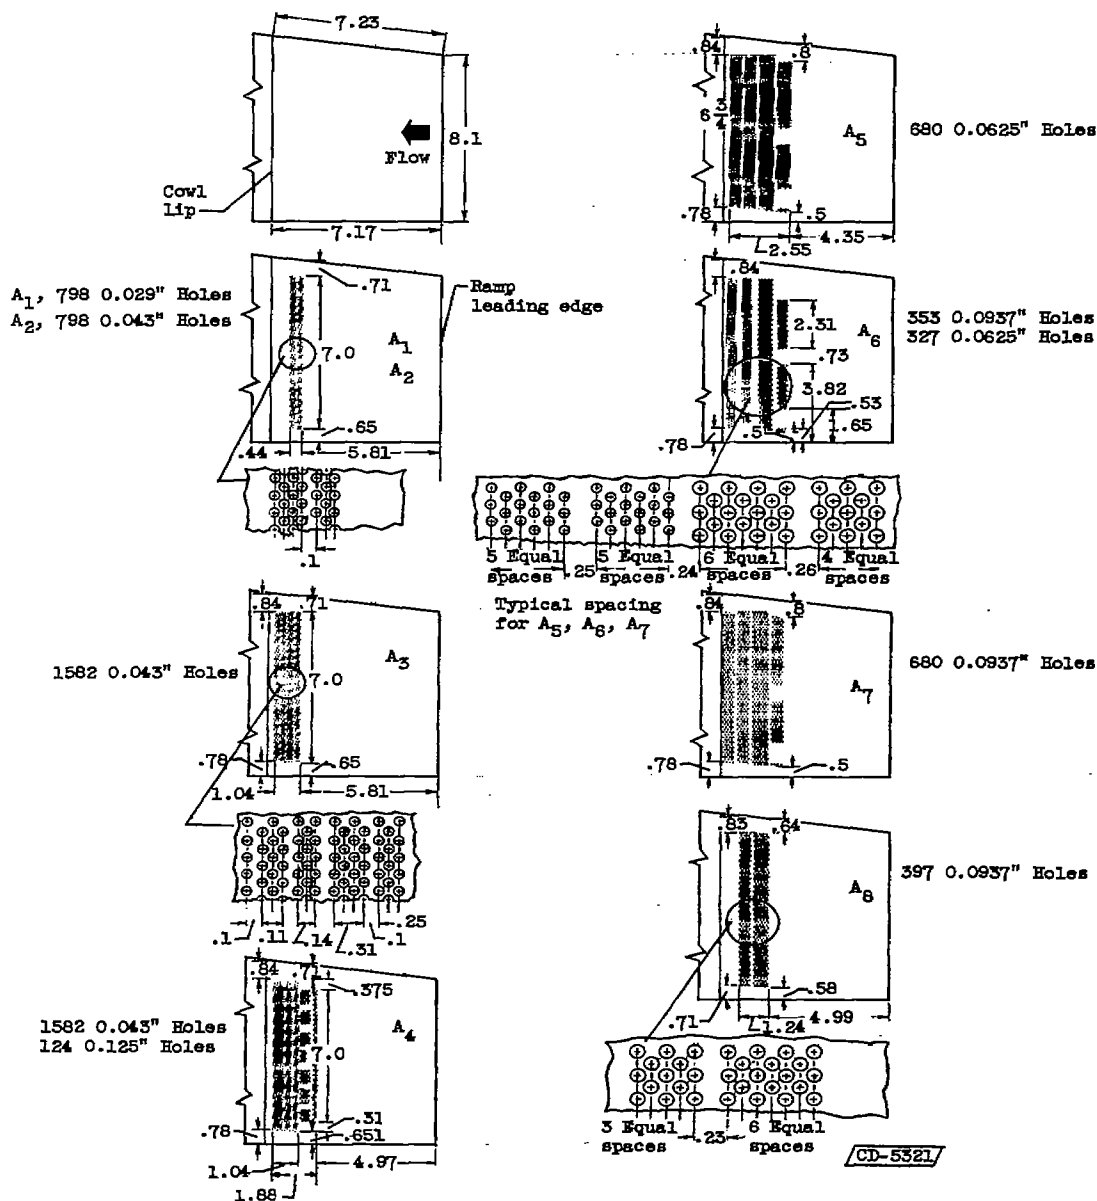 7.23
8.1
Flow
Cowl
lip
7.17
A1, 798 0.029" Holes
A2, 798 0.043" Holes
.71
Ramp
leading edge
A1
A2
7.0
.65
.44
5.81
.1
.84
.71
1582 0.043" Holes
A3
7.0
.78
.65
1.04
5.81
.1
.11
.14
.31
.1
.25
.84
.71
.375
1582 0.043" Holes
124 0.125" Holes
A4
7.0
.31
.78
.651
1.04
4.97
1.88
.84
.8
6 3/4
A5
680 0.0625" Holes
.78
.5
4.35
2.55
.84
2.31
A6
353 0.0937" Holes
327 0.0625" Holes
.73
3.82
.53
.65
.5
.78
5 Equal
spaces
.25
5 Equal
spaces
.24
6 Equal
spaces
.26
4 Equal
spaces
Typical spacing
for A5, A6, A7
.84
.8
A7
680 0.0937" Holes
.78
.5
.83
.64
A8
397 0.0937" Holes
.58
.71
4.99
1.24
3 Equal
spaces
.23
6 Equal
spaces
CD-5321